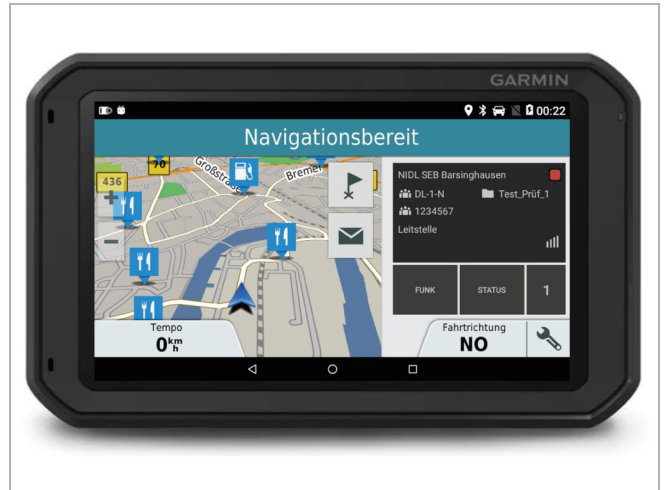 GARMIN
00:22
Navigationsbereit
70
Großstraße
Bremer
436
+
-
NIDL SEB Barsinghausen
DL-1-N
Test_Prüf_1
1234567
Leitstelle
FUNK
STATUS
1
Tempo
0 km/h
Fahrtrichtung
NO